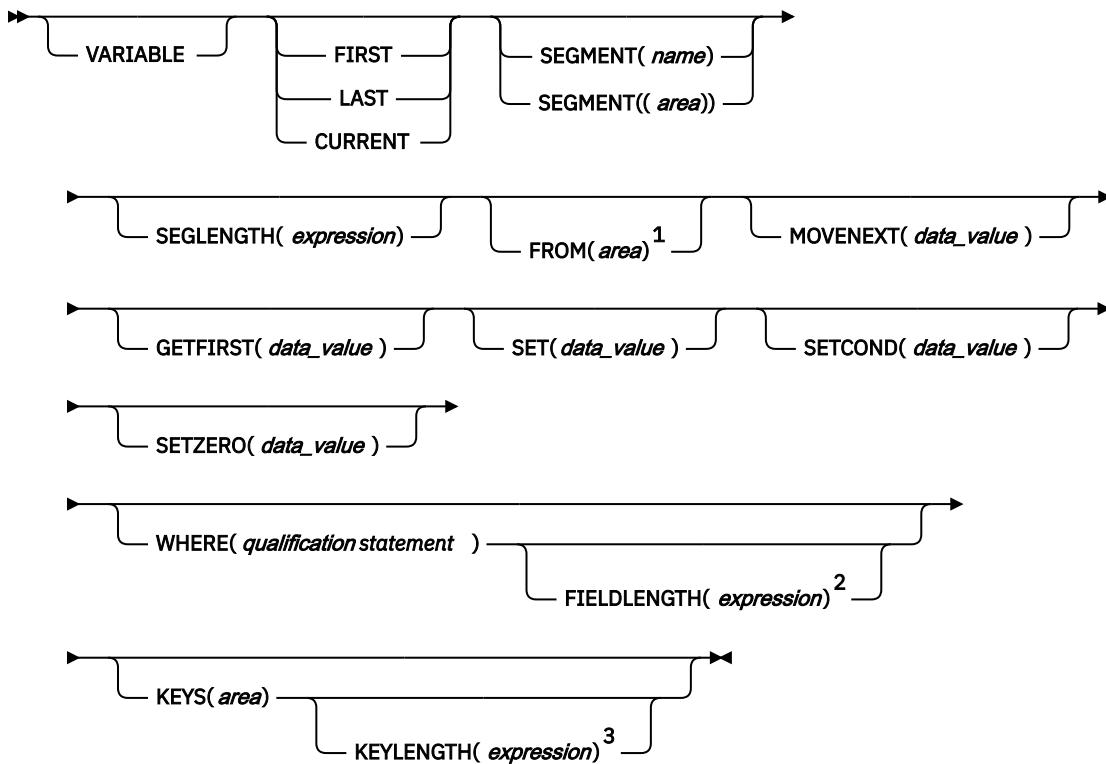 VARIABLE FIRST SEGMENT( name)
LAST SEGMENT(( area))
CURRENT
SEGLENGTH( expression) FROM(area)1 MOVENEXT( data_value )
GETFIRST( data_value ) SET(data_value ) SETCOND( data_value )
SETZERO( data_value )
WHERE( qualification statement )
FIELDLENGTH( expression)2
KEYS(area)
KEYLENGTH( expression)3